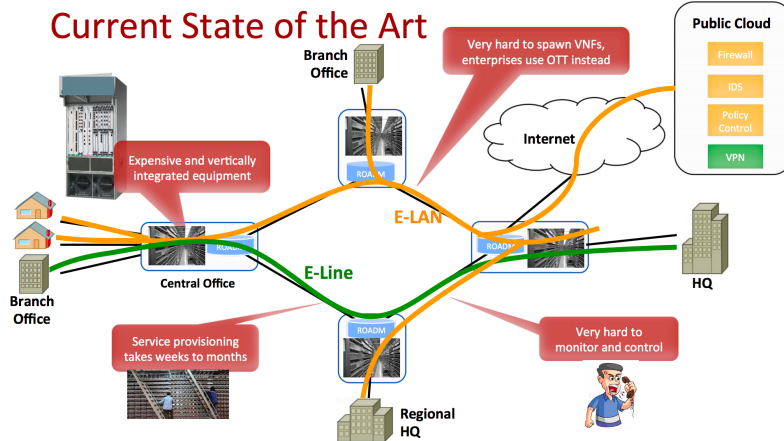 Current State of the Art
Branch
Office
Very hard to spawn VNFs,
enterprises use OTT instead
Public Cloud
Firewall
IDS
Policy
Control
VPN
Internet
Expensive and vertically
integrated equipment
ROADM
E-LAN
ROADM
ROADM
Central Office
E-Line
Branch
Office
HQ
ROADM
Service provisioning
takes weeks to months
Very hard to
monitor and control
Regional
HQ